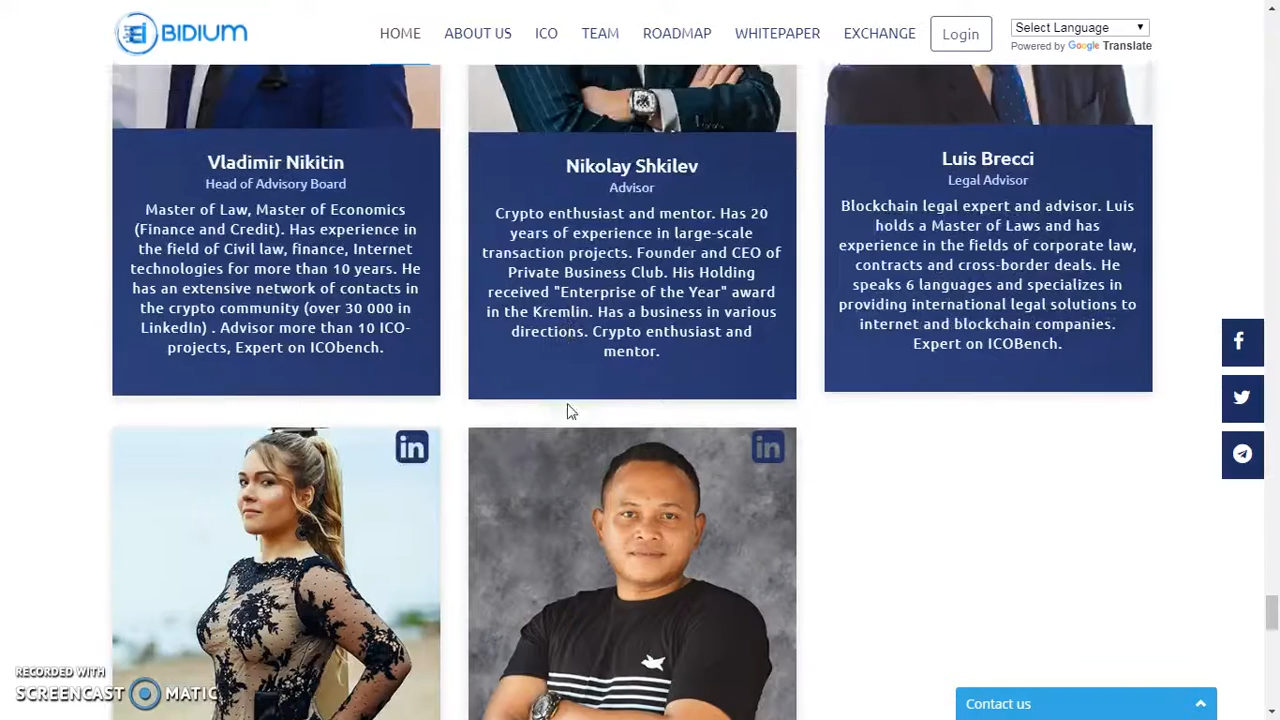 BIDIUM
HOME ABOUT US ICO TEAM ROADMAP WHITEPAPER EXCHANGE Login
Select Language
Powered by Google Translate
Vladimir Nikitin
Head of Advisory Board
Master of Law, Master of Economics
(Finance and Credit). Has experience in
the field of Civil law, finance, Internet
technologies for more than 10 years. He
has an extensive network of contacts in
the crypto community (over 30 000 in
LinkedIn) . Advisor more than 10 ICO-
projects, Expert on ICObench.
Nikolay Shkilev
Advisor
Crypto enthusiast and mentor. Has 20
years of experience in large-scale
transaction projects. Founder and CEO of
Private Business Club. His Holding
received "Enterprise of the Year" award
in the Kremlin. Has a business in various
directions. Crypto enthusiast and
mentor.
Luis Brecci
Legal Advisor
Blockchain legal expert and advisor. Luis
holds a Master of Laws and has
experience in the fields of corporate law,
contracts and cross-border deals. He
speaks 6 languages and specializes in
providing international legal solutions to
internet and blockchain companies.
Expert on ICOBench.
in
in
RECORDED WITH
SCREENCAST MATIC
Contact us